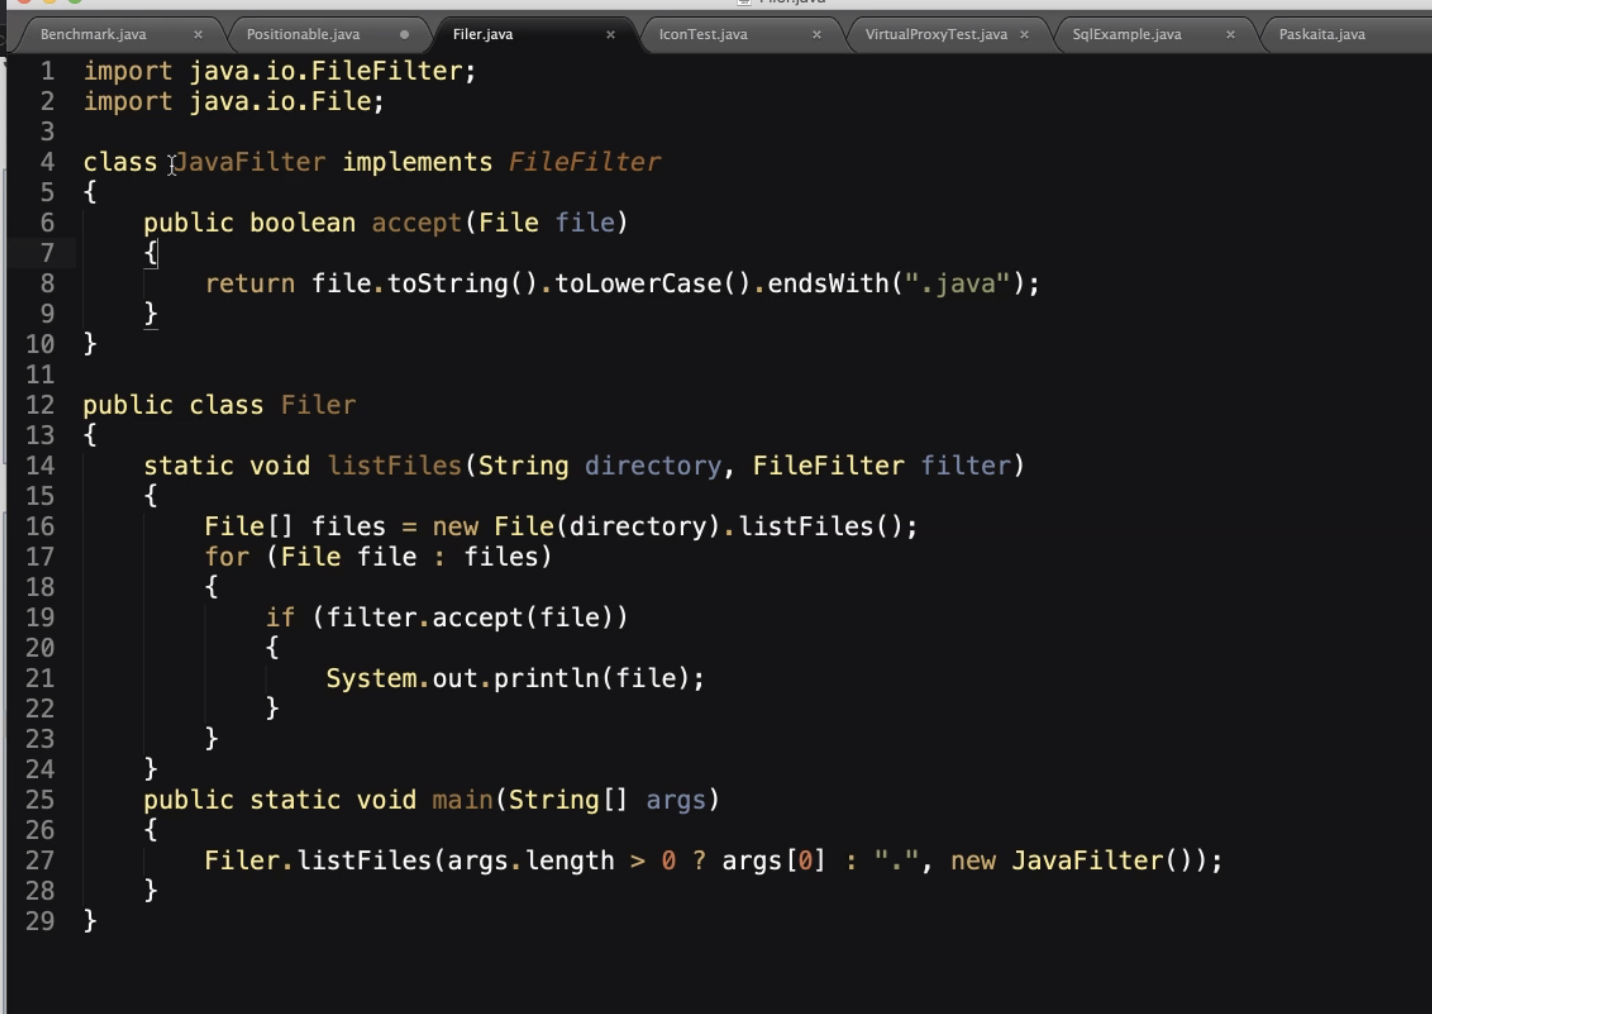 Filer.java
Benchmark.java × Positionable.java ● Filer.java × IconTest.java × VirtualProxyTest.java × SqlExample.java × Paskaita.java
1 import java.io.FileFilter;
2 import java.io.File;
3
4 class JavaFilter implements FileFilter
5 {
6     public boolean accept(File file)
7     {
8         return file.toString().toLowerCase().endsWith(".java");
9     }
10 }
11
12 public class Filer
13 {
14     static void listFiles(String directory, FileFilter filter)
15     {
16         File[] files = new File(directory).listFiles();
17         for (File file : files)
18         {
19             if (filter.accept(file))
20             {
21                 System.out.println(file);
22             }
23         }
24     }
25     public static void main(String[] args)
26     {
27         Filer.listFiles(args.length > 0 ? args[0] : ".", new JavaFilter());
28     }
29 }